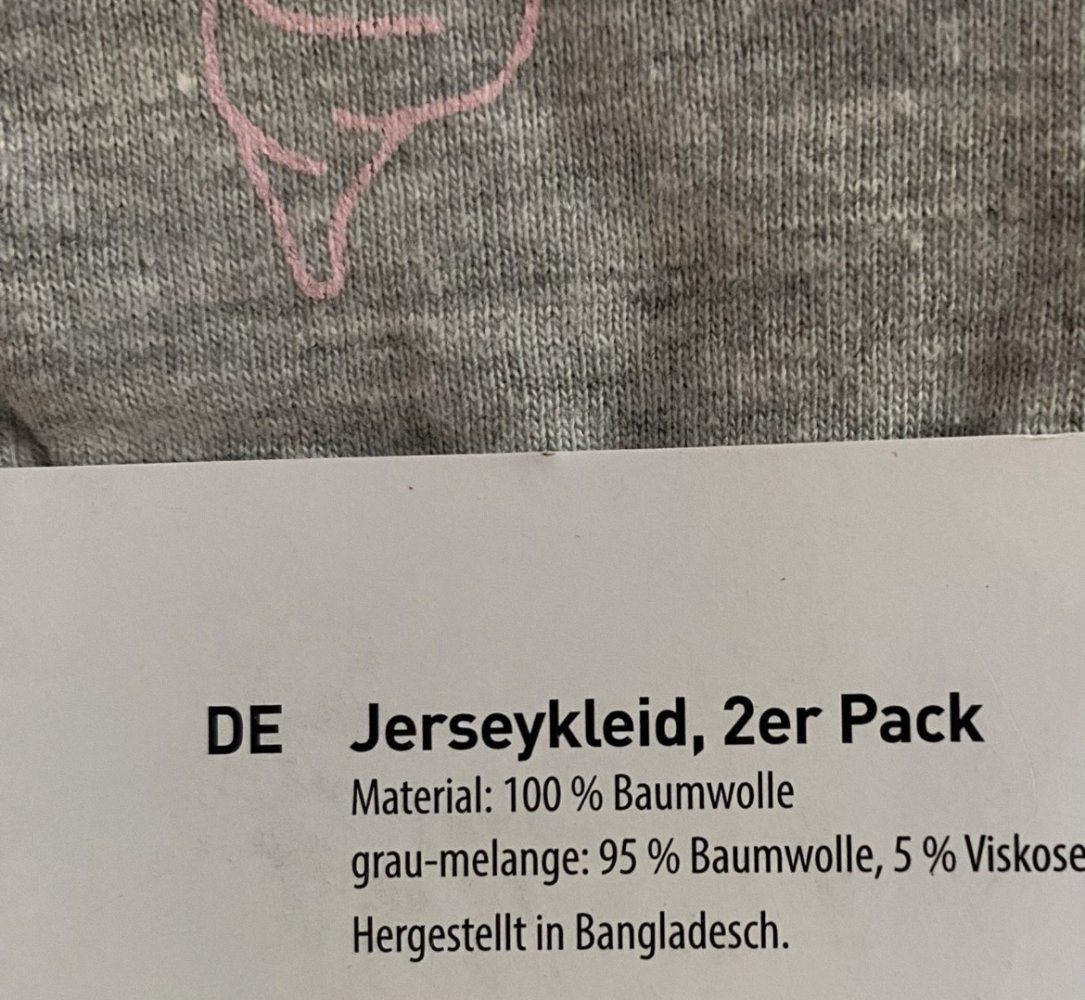 DE Jerseykleid, 2er Pack
Material: 100 % Baumwolle
grau-melange: 95 % Baumwolle, 5 % Viskose
Hergestellt in Bangladesch.